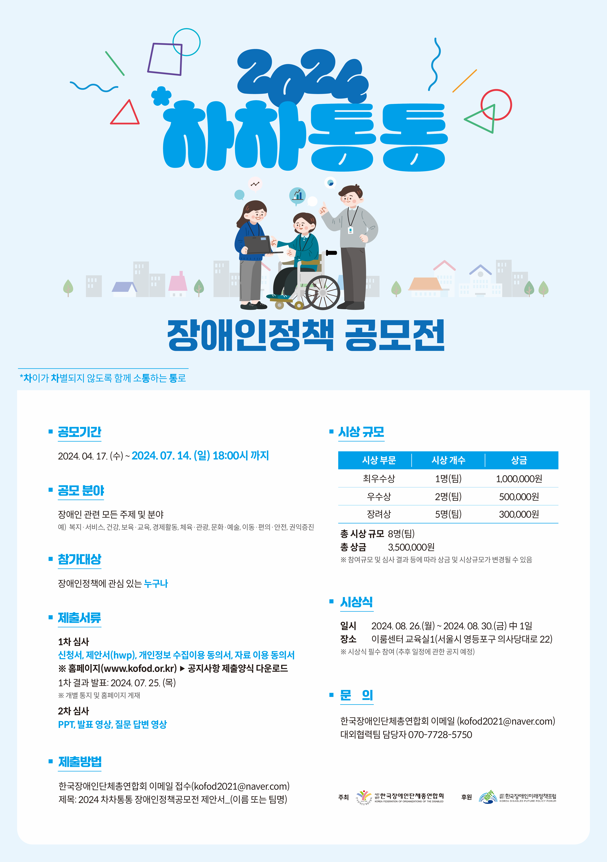 2024
차차통통
장애인정책 공모전
*차이가 차별되지 않도록 함께 소통하는 통로
공모기간
2024. 04. 17. (수) ~ 2024. 07. 14. (일) 18:00시 까지
공모 분야
장애인 관련 모든 주제 및 분야
예) 복지·서비스, 건강, 보육·교육, 경제활동, 체육·관광, 문화·예술, 이동·편의·안전, 권익증진
참가대상
장애인정책에 관심 있는 누구나
제출서류
1차 심사
신청서, 제안서(hwp), 개인정보 수집이용 동의서, 자료 이용 동의서
※ 홈페이지(www.kofod.or.kr) ▶ 공지사항 제출양식 다운로드
1차 결과 발표: 2024. 07. 25. (목)
※ 개별 통지 및 홈페이지 게재
2차 심사
PPT, 발표 영상, 질문 답변 영상
제출방법
한국장애인단체총연합회 이메일 접수(kofod2021@naver.com)
제목: 2024 차차통통 장애인정책공모전 제안서_(이름 또는 팀명)
시상 규모
시상 부문 시상 개수 상금
최우수상 1명(팀) 1,000,000원
우수상 2명(팀) 500,000원
장려상 5명(팀) 300,000원
총 시상 규모 8명(팀)
총 상금 3,500,000원
※ 참여규모 및 심사 결과 등에 따라 상금 및 시상규모가 변경될 수 있음
시상식
일시 2024. 08. 26.(월) ~ 2024. 08. 30.(금) 中 1일
장소 이룸센터 교육실1(서울시 영등포구 의사당대로 22)
※ 시상식 필수 참여 (추후 일정에 관한 공지 예정)
문 의
한국장애인단체총연합회 이메일 (kofod2021@naver.com)
대외협력팀 담당자 070-7728-5750
주최 한국장애인단체총연합회
후원 한국장애인미래정책포럼